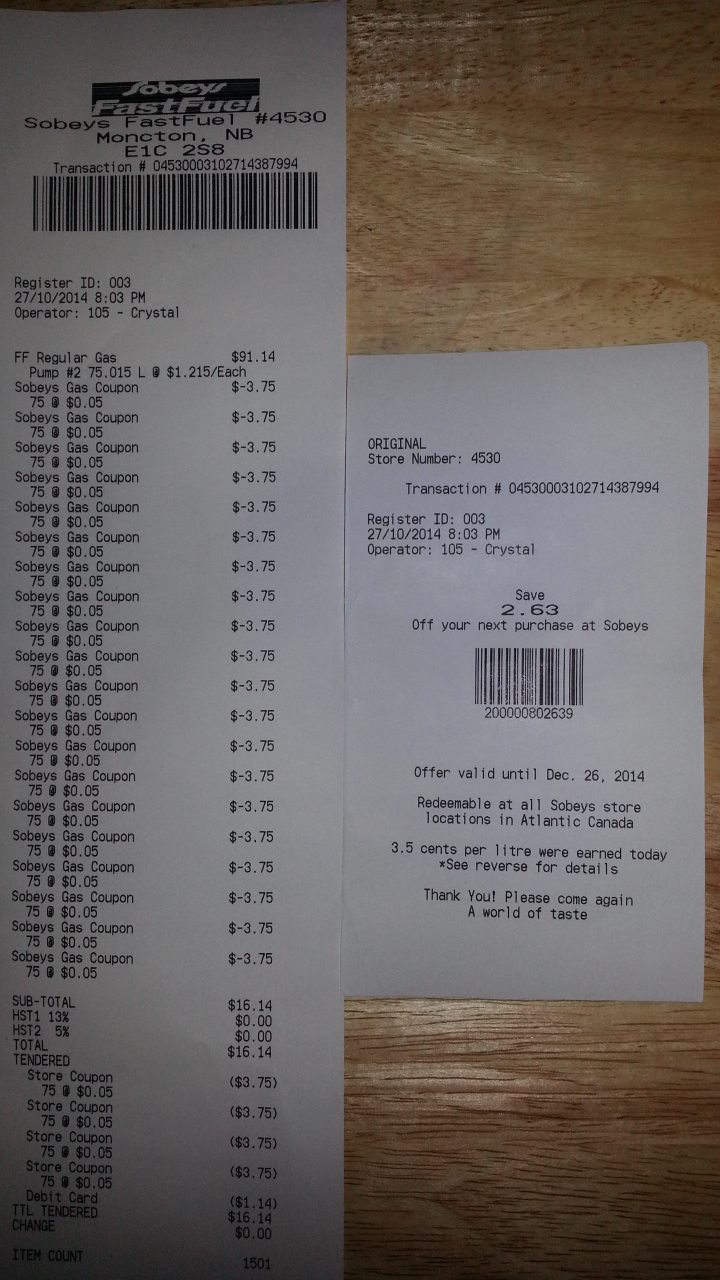 Sobeys
FastFuel
Sobeys FastFuel #4530
Moncton, NB
E1C 2S8
Transaction # 04530003102714387994
Register ID: 003
27/10/2014 8:03 PM
Operator: 105 - Crystal
FF Regular Gas $91.14
Pump #2 75.015 L @ $1.215/Each
Sobeys Gas Coupon $-3.75
75 @ $0.05
Sobeys Gas Coupon $-3.75
75 @ $0.05
Sobeys Gas Coupon $-3.75
75 @ $0.05
Sobeys Gas Coupon $-3.75
75 @ $0.05
Sobeys Gas Coupon $-3.75
75 @ $0.05
Sobeys Gas Coupon $-3.75
75 @ $0.05
Sobeys Gas Coupon $-3.75
75 @ $0.05
Sobeys Gas Coupon $-3.75
75 @ $0.05
Sobeys Gas Coupon $-3.75
75 @ $0.05
Sobeys Gas Coupon $-3.75
75 @ $0.05
Sobeys Gas Coupon $-3.75
75 @ $0.05
Sobeys Gas Coupon $-3.75
75 @ $0.05
Sobeys Gas Coupon $-3.75
75 @ $0.05
Sobeys Gas Coupon $-3.75
75 @ $0.05
Sobeys Gas Coupon $-3.75
75 @ $0.05
Sobeys Gas Coupon $-3.75
75 @ $0.05
Sobeys Gas Coupon $-3.75
75 @ $0.05
Sobeys Gas Coupon $-3.75
75 @ $0.05
Sobeys Gas Coupon $-3.75
75 @ $0.05
Sobeys Gas Coupon $-3.75
75 @ $0.05
SUB-TOTAL $16.14
HST1 13% $0.00
HST2 5% $0.00
TOTAL $16.14
TENDERED
Store Coupon ($3.75)
75 @ $0.05
Store Coupon ($3.75)
75 @ $0.05
Store Coupon ($3.75)
75 @ $0.05
Store Coupon ($3.75)
75 @ $0.05
Debit Card ($1.14)
TTL TENDERED $16.14
CHANGE $0.00
ITEM COUNT 1501
ORIGINAL
Store Number: 4530
Transaction # 04530003102714387994
Register ID: 003
27/10/2014 8:03 PM
Operator: 105 - Crystal
Save
2.63
Off your next purchase at Sobeys
200000802639
Offer valid until Dec. 26, 2014
Redeemable at all Sobeys store
locations in Atlantic Canada
3.5 cents per litre were earned today
*See reverse for details
Thank You! Please come again
A world of taste